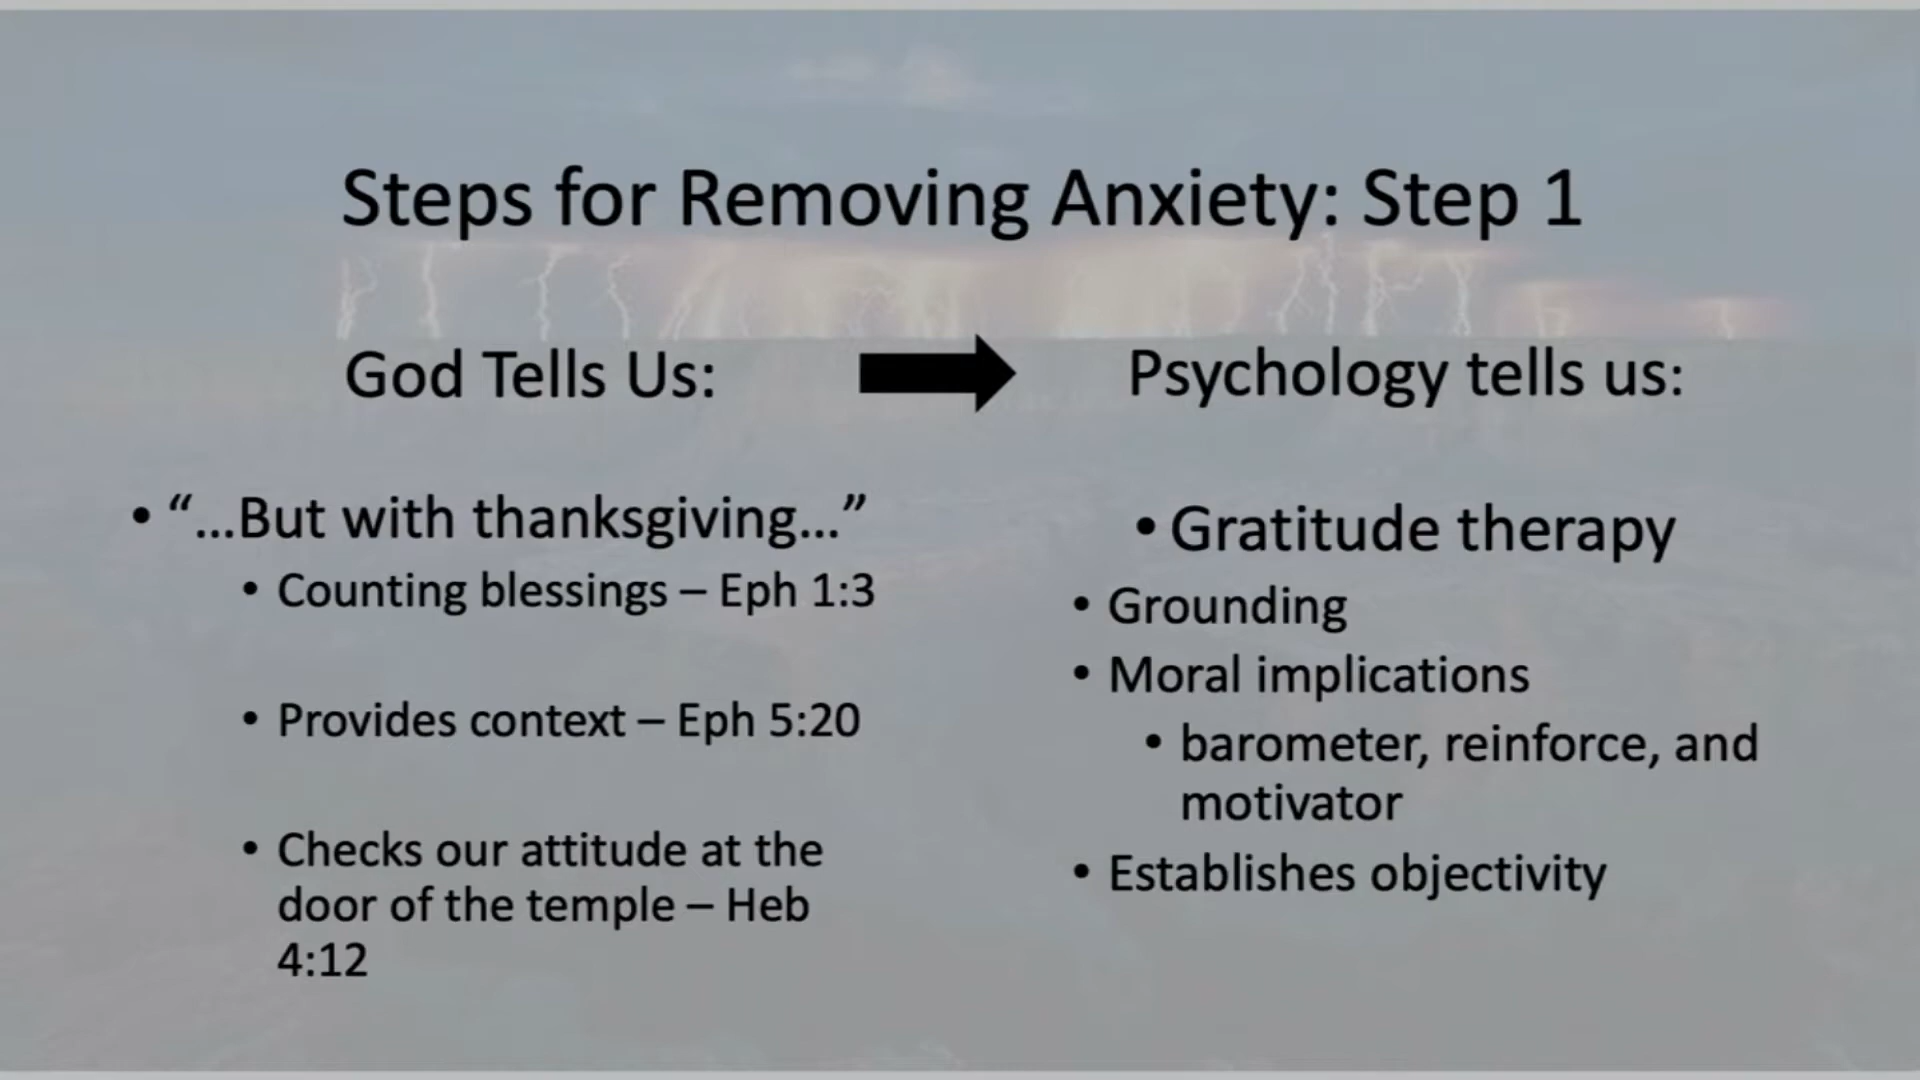 Steps for Removing Anxiety: Step 1
God Tells Us:
• “...But with thanksgiving...”
• Counting blessings – Eph 1:3
• Provides context – Eph 5:20
• Checks our attitude at the
door of the temple – Heb
4:12
Psychology tells us:
• Gratitude therapy
• Grounding
• Moral implications
• barometer, reinforce, and
motivator
• Establishes objectivity